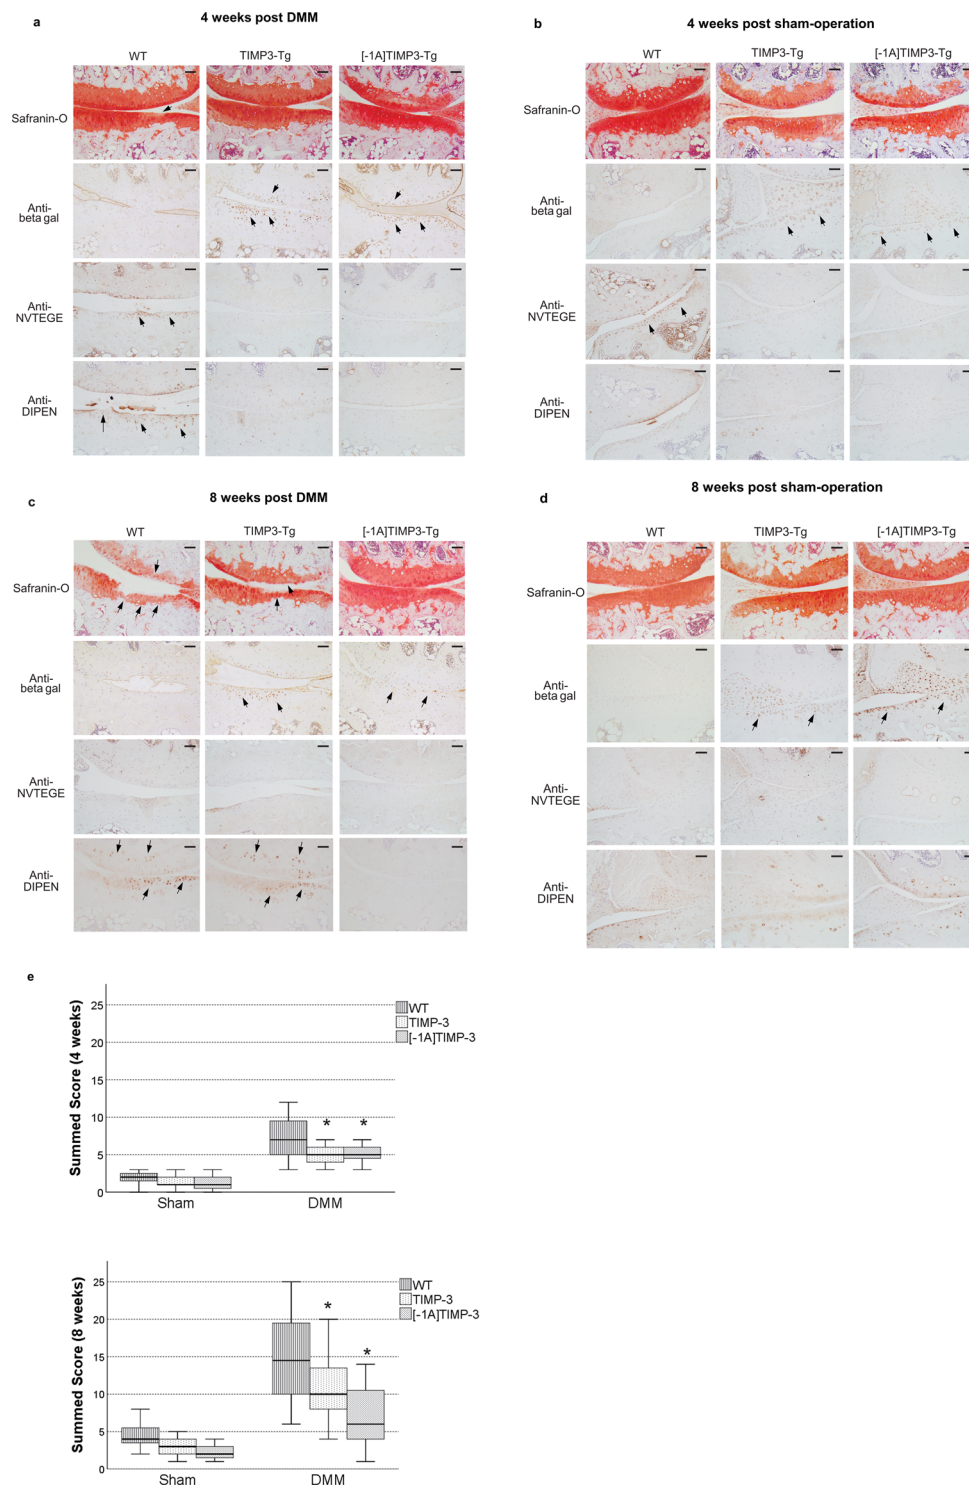 a
4 weeks post DMM
WT
TIMP3-Tg
[-1A]TIMP3-Tg
Safranin-O
Anti-
beta gal
Anti-
NVTEGE
Anti-
DIPEN
b
4 weeks post sham-operation
WT
TIMP3-Tg
[-1A]TIMP3-Tg
Safranin-O
Anti-
beta gal
Anti-
NVTEGE
Anti-
DIPEN
c
8 weeks post DMM
WT
TIMP3-Tg
[-1A]TIMP3-Tg
Safranin-O
Anti-
beta gal
Anti-
NVTEGE
Anti-
DIPEN
d
8 weeks post sham-operation
WT
TIMP3-Tg
[-1A]TIMP3-Tg
Safranin-O
Anti-
beta gal
Anti-
NVTEGE
Anti-
DIPEN
e
Summed Score (4 weeks)
25
20
15
10
5
0
WT
TIMP-3
[-1A]TIMP-3
* *
Sham DMM
Summed Score (8 weeks)
25
20
15
10
5
0
WT
TIMP-3
[-1A]TIMP-3
*
*
Sham DMM